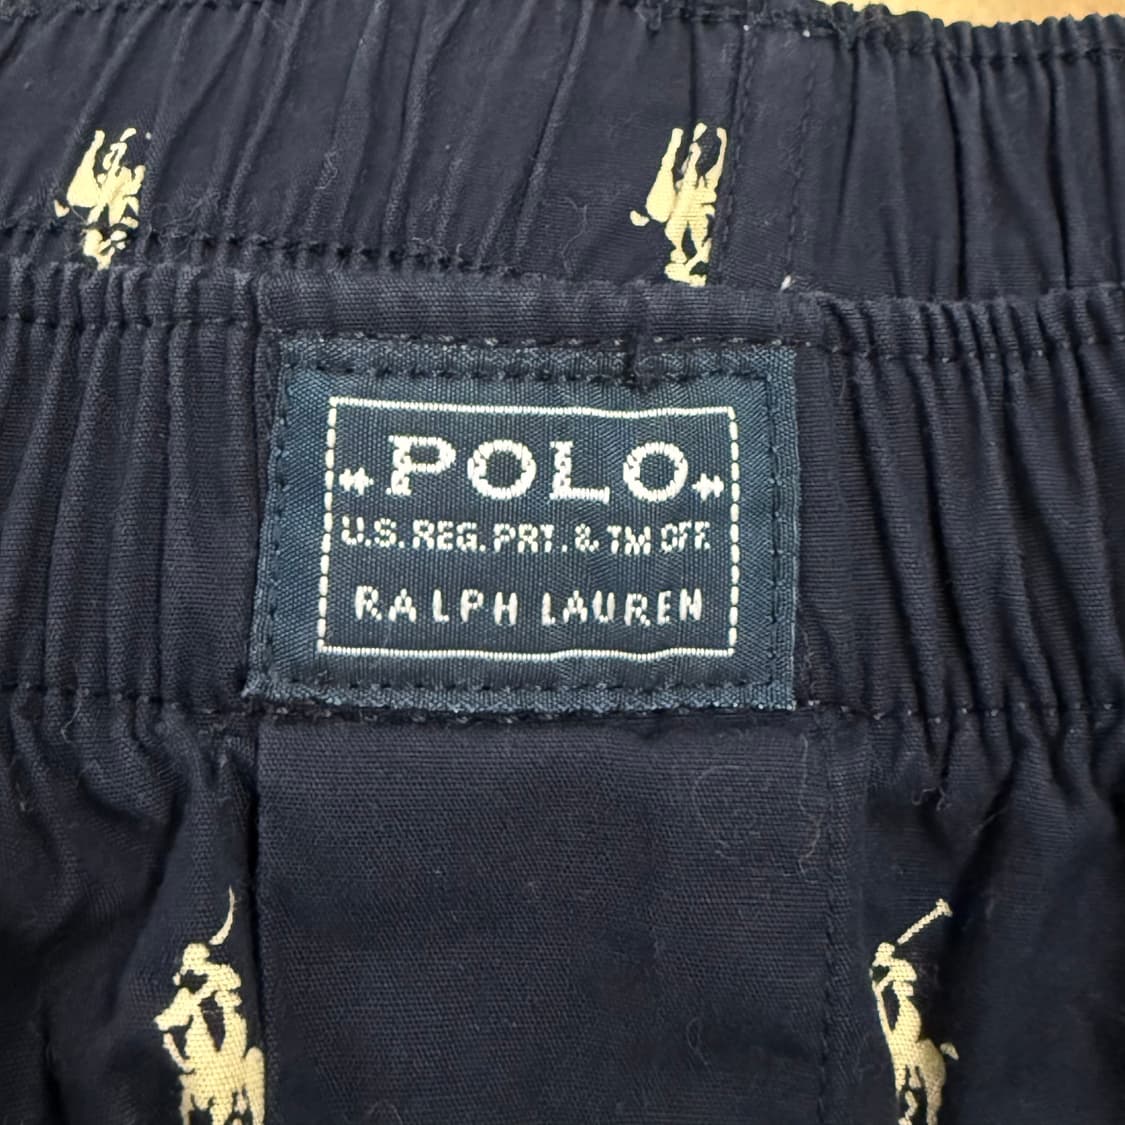 POLO
U.S. REG. PAT. & TM OFF.
RALPH LAUREN